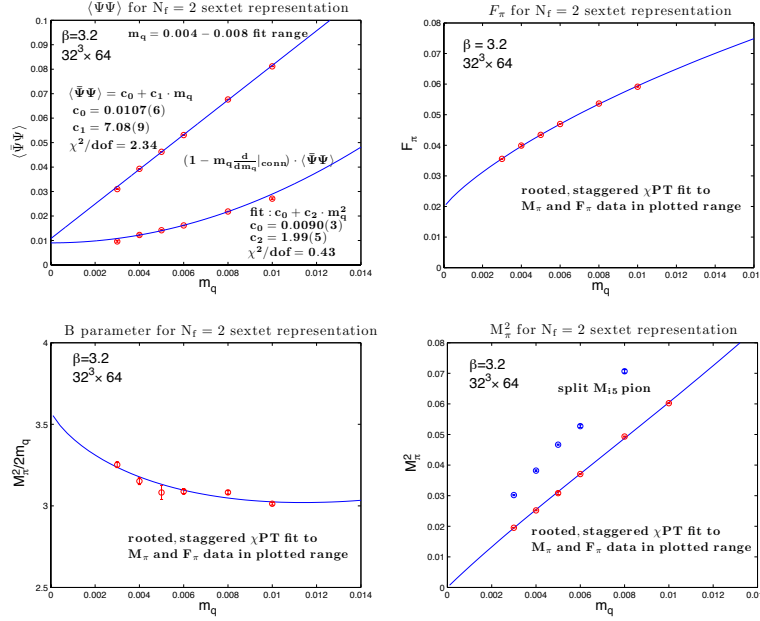 ⟨Ψ̄Ψ⟩ for N_f = 2 sextet representation
β=3.2
32³× 64
m_q = 0.004 − 0.008 fit range
⟨Ψ̄Ψ⟩ = c₀ + c₁ · m_q
c₀ = 0.0107(6)
c₁ = 7.08(9)
χ²/dof = 2.34
(1 − m_q d/dm_q|conn) · ⟨Ψ̄Ψ⟩
fit : c₀ + c₂ · m_q²
c₀ = 0.0090(3)
c₂ = 1.99(5)
χ²/dof = 0.43
⟨Ψ̄Ψ⟩
0.1
0.09
0.08
0.07
0.06
0.05
0.04
0.03
0.02
0.01
0
0 0.002 0.004 0.006 0.008 0.01 0.012 0.014
m_q
F_π for N_f = 2 sextet representation
β = 3.2
32³× 64
rooted, staggered χPT fit to
M_π and F_π data in plotted range
F_π
0.08
0.07
0.06
0.05
0.04
0.03
0.02
0.01
0
0 0.002 0.004 0.006 0.008 0.01 0.012 0.014 0.016
m_q
B parameter for N_f = 2 sextet representation
β=3.2
32³× 64
rooted, staggered χPT fit to
M_π and F_π data in plotted range
M_π²/2m_q
4
3.5
3
2.5
0 0.002 0.004 0.006 0.008 0.01 0.012 0.014
m_q
M_π² for N_f = 2 sextet representation
β=3.2
32³× 64
split M_i5 pion
rooted, staggered χPT fit to
M_π and F_π data in plotted range
M_π²
0.08
0.07
0.06
0.05
0.04
0.03
0.02
0.01
0
0 0.002 0.004 0.006 0.008 0.01 0.012 0.014
m_q